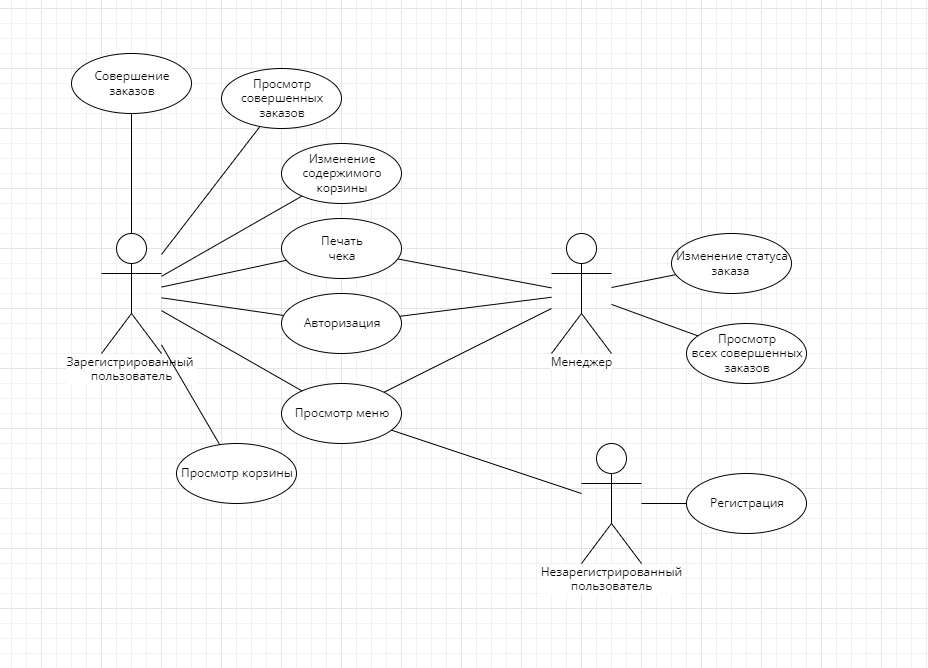 Совершение
заказов
Просмотр
совершенных
заказов
Изменение
содержимого
корзины
Печать
чека
Авторизация
Просмотр меню
Просмотр корзины
Зарегистрированный
пользователь
Менеджер
Изменение статуса
заказа
Просмотр
всех совершенных
заказов
Регистрация
Незарегистрированный
пользователь